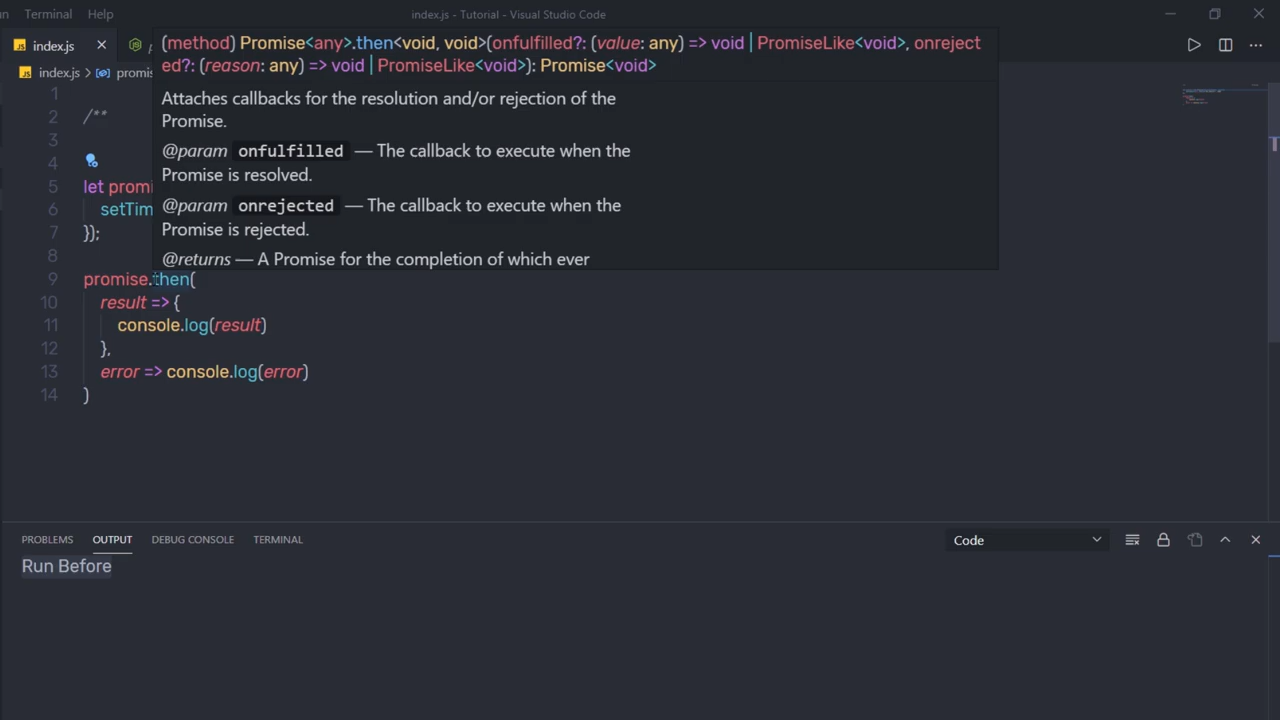 Terminal Help index.js - Tutorial - Visual Studio Code
index.js
index.js > promis
(method) Promise<any>.then<void, void>(onfulfilled?: (value: any) => void | PromiseLike<void>, onreject
ed?: (reason: any) => void | PromiseLike<void>): Promise<void>
Attaches callbacks for the resolution and/or rejection of the
Promise.
@param onfulfilled — The callback to execute when the
Promise is resolved.
@param onrejected — The callback to execute when the
Promise is rejected.
@returns — A Promise for the completion of which ever
1
2 /**
3
4
5 let promi
6 setTim
7 });
8
9 promise.then(
10 result => {
11 console.log(result)
12 },
13 error => console.log(error)
14 )
PROBLEMS OUTPUT DEBUG CONSOLE TERMINAL Code
Run Before